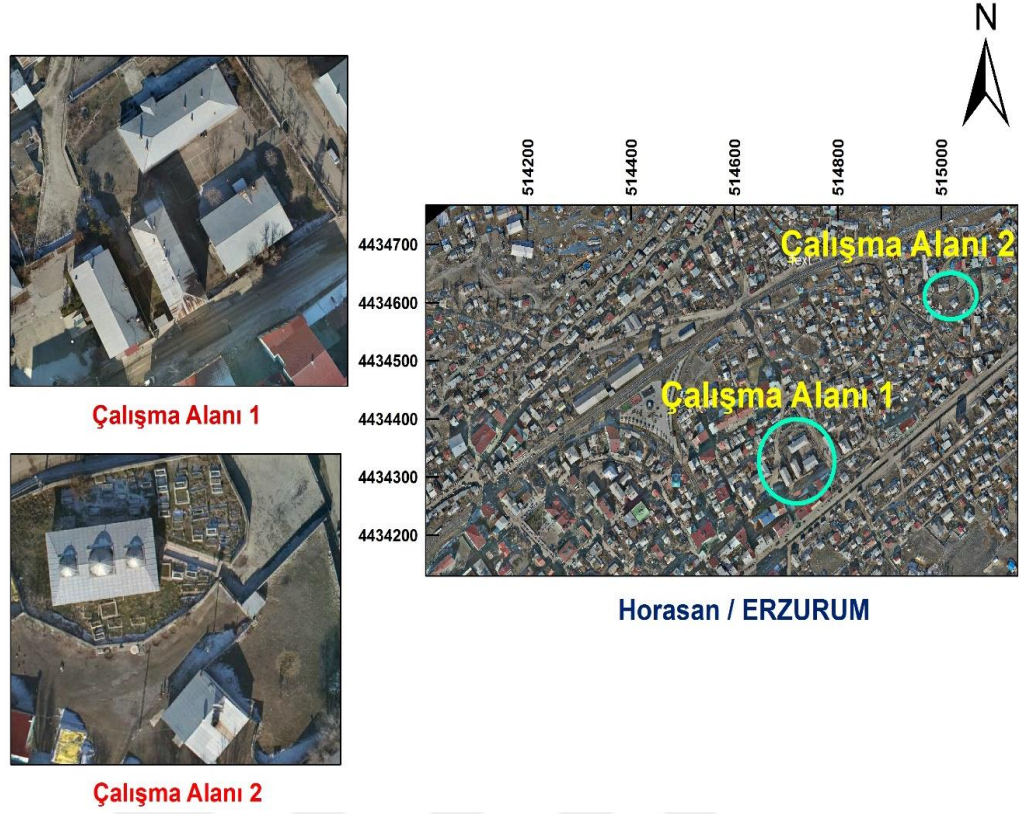 N
514200
514400
514600
514800
515000
4434700
4434600
4434500
4434400
4434300
4434200
Çalışma Alanı 2
text
Çalışma Alanı 1
Horasan / ERZURUM
Çalışma Alanı 1
Çalışma Alanı 2